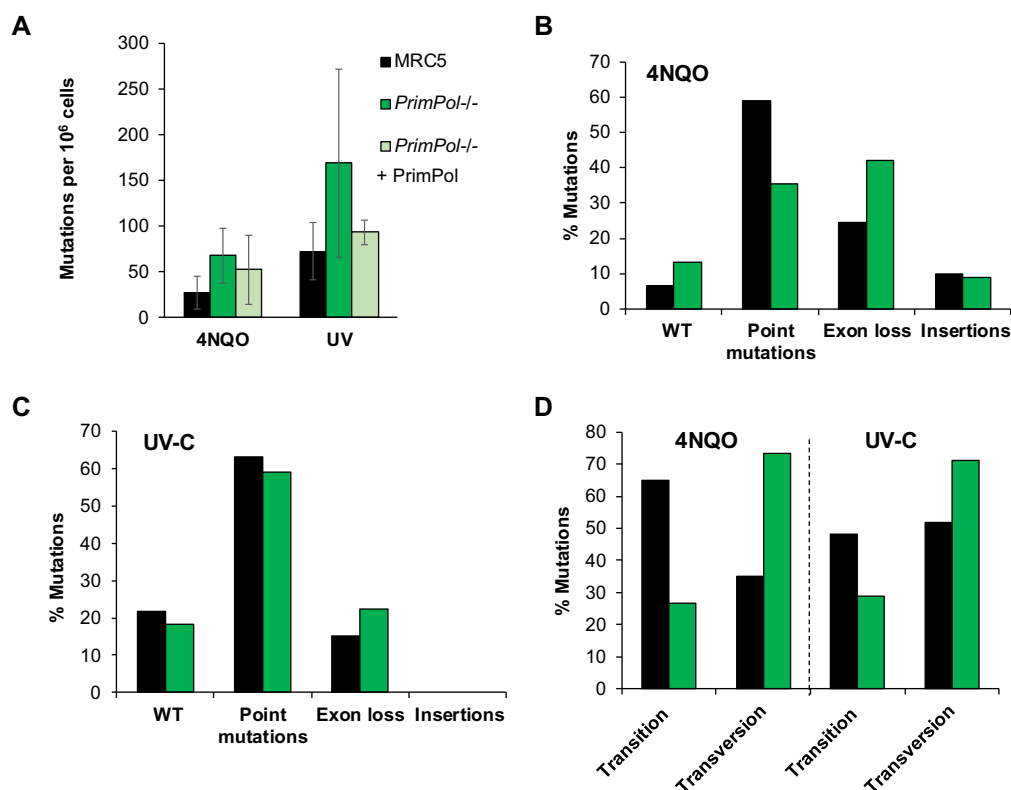 A
300
250
200
150
100
50
0
Mutations per 10⁶ cells
4NQO
UV
MRC5
PrimPol-/-
PrimPol-/-
+ PrimPol
B
4NQO
70
60
50
40
30
20
10
0
% Mutations
WT
Point
mutations
Exon loss
Insertions
C
UV-C
70
60
50
40
30
20
10
0
% Mutations
WT
Point
mutations
Exon loss
Insertions
D
4NQO
UV-C
80
70
60
50
40
30
20
10
0
% Mutations
Transition
Transversion
Transition
Transversion